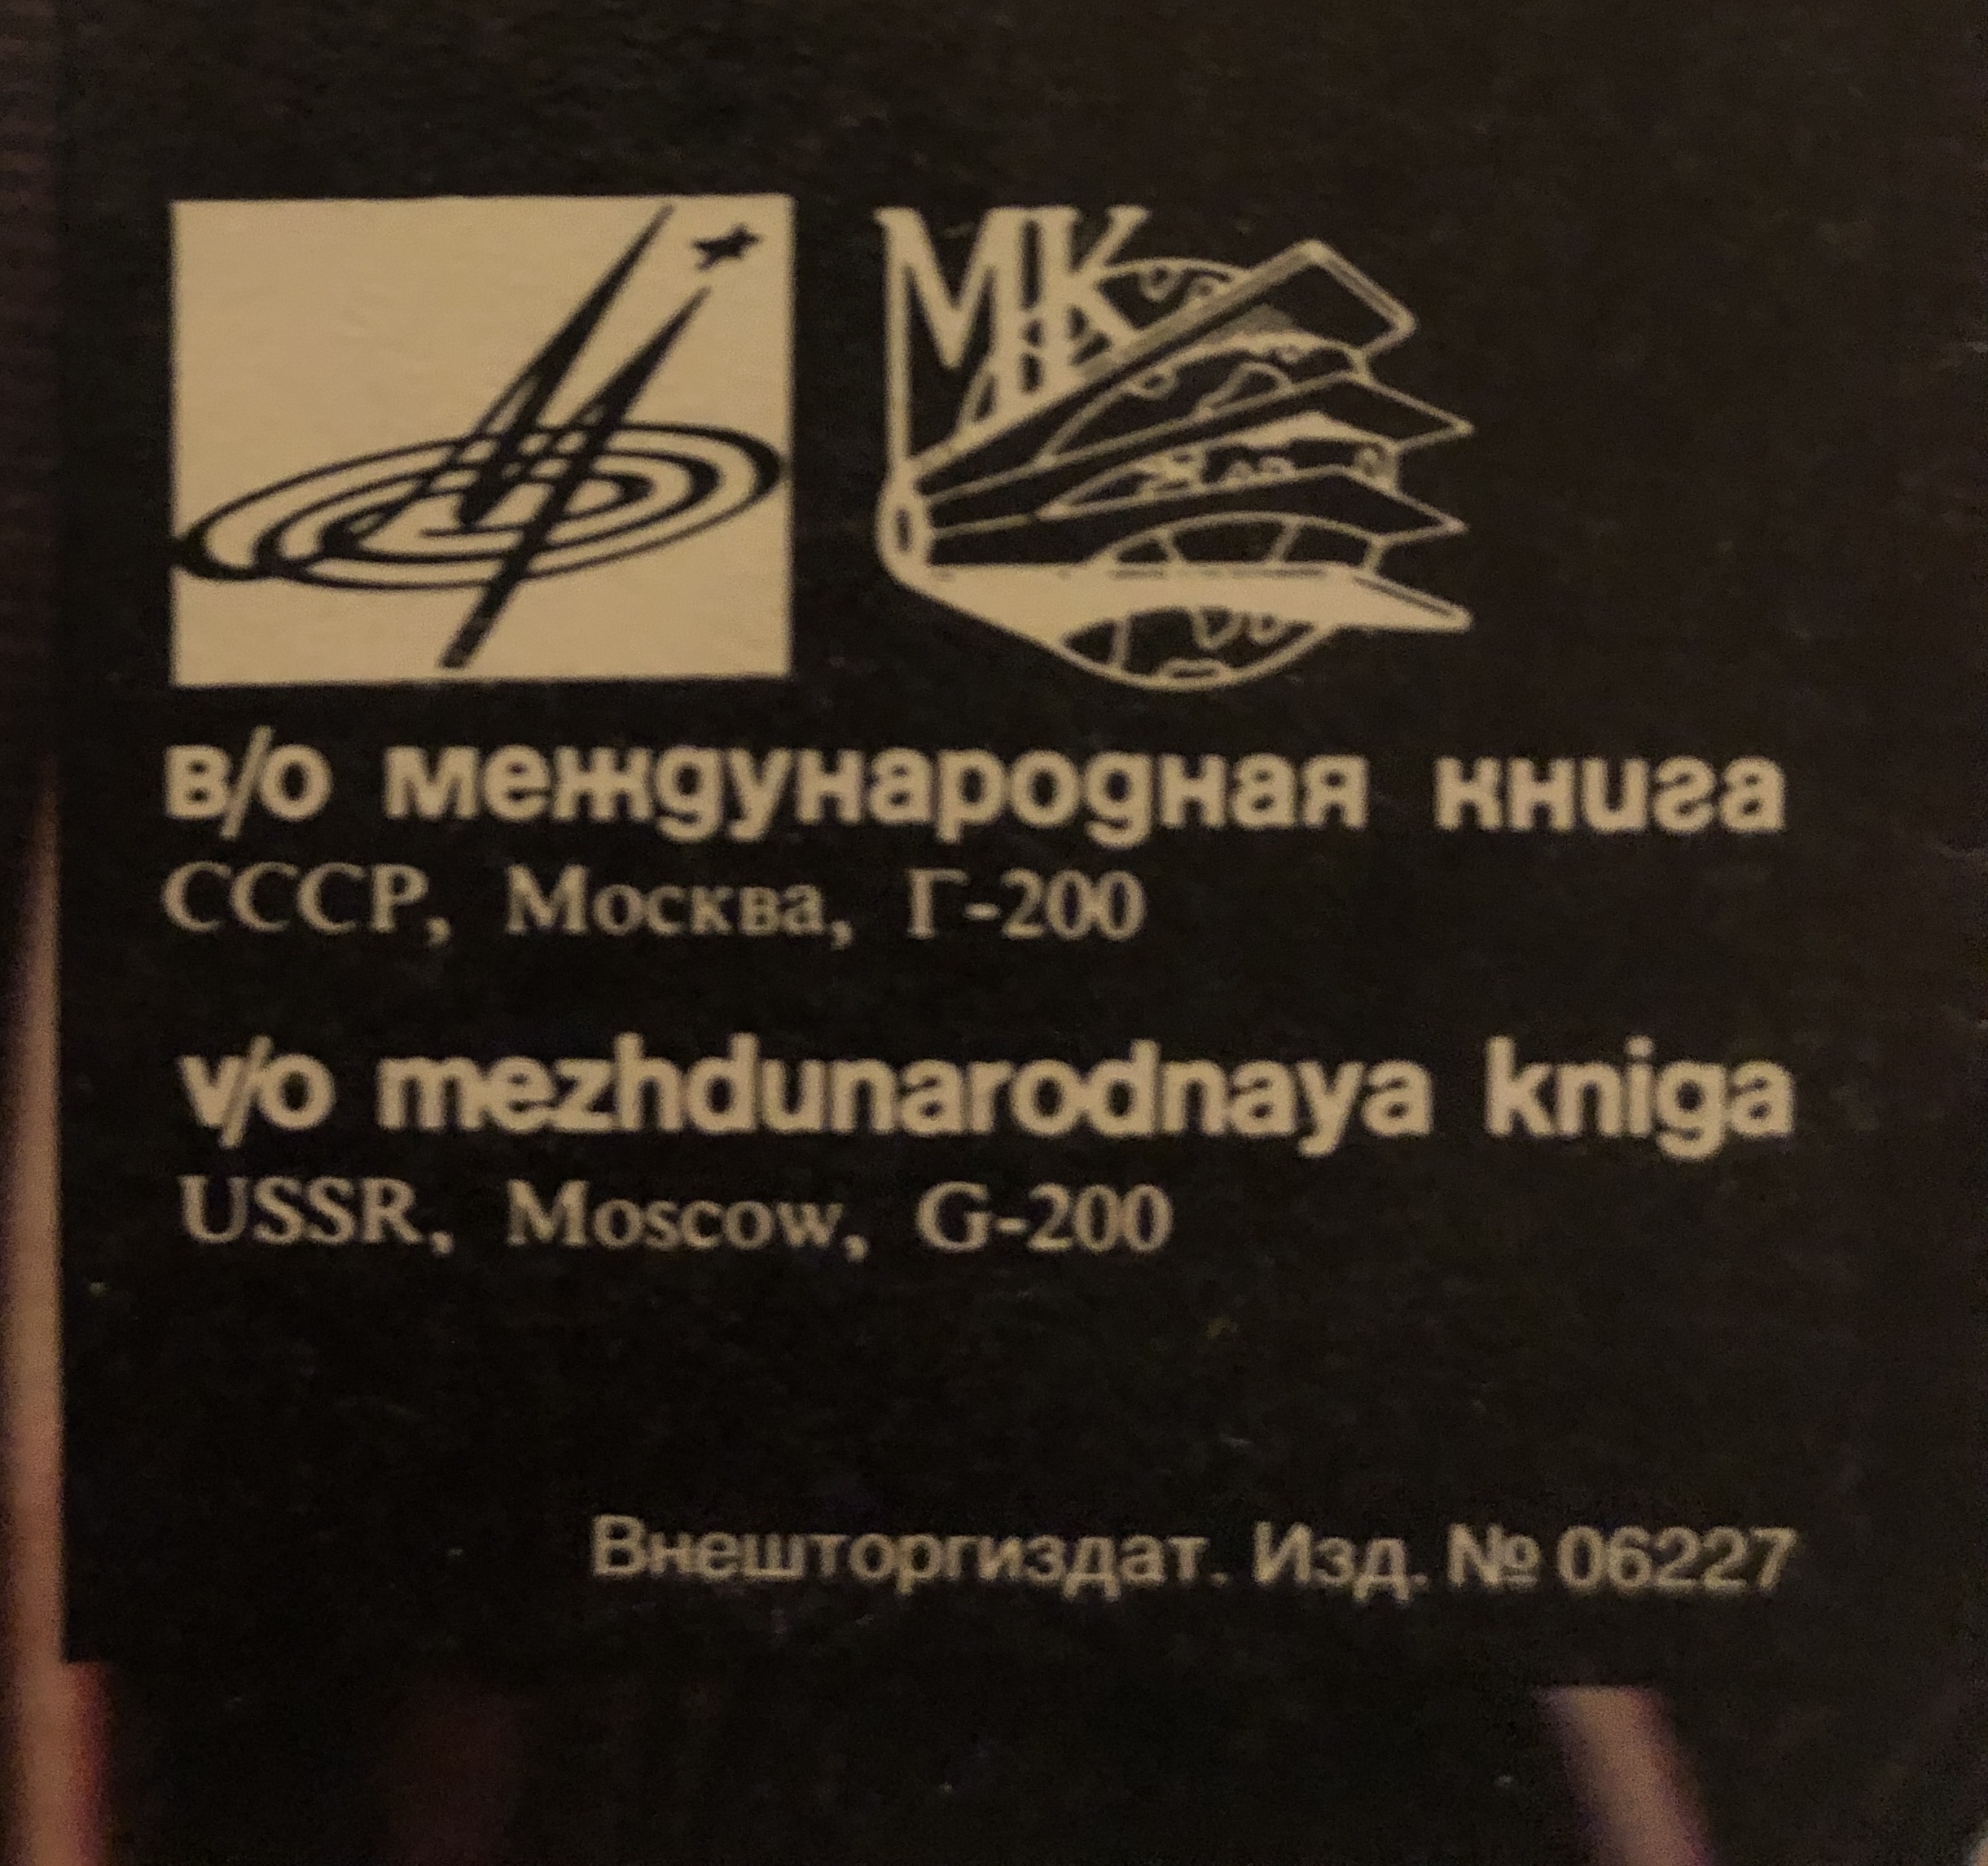 МК
в/о международная книга
СССР, Москва, Г-200
v/o mezhdunarodnaya kniga
USSR, Moscow, G-200
Внешторгиздат. Изд. № 06227